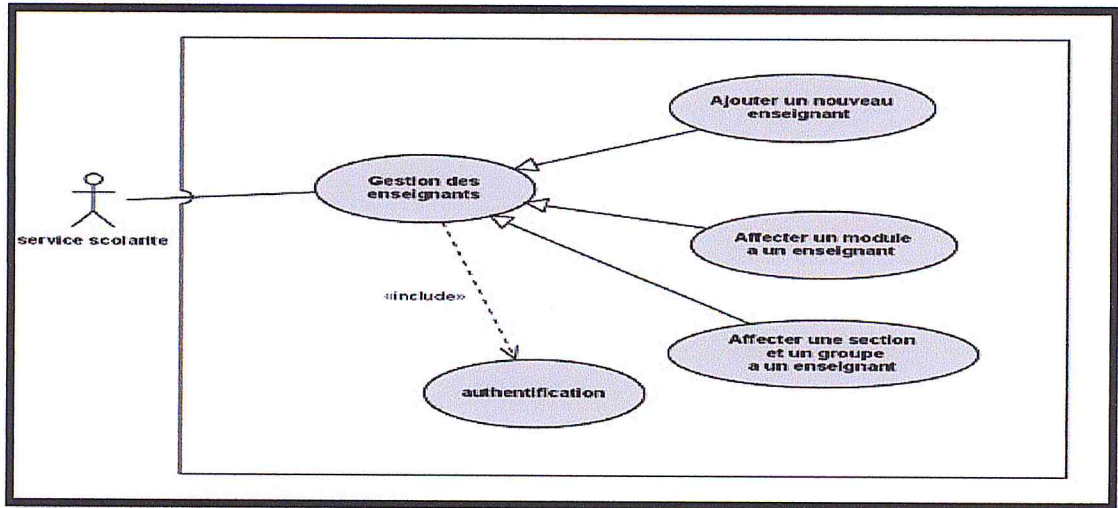 Ajouter un nouveau
enseignant
Gestion des
enseignants
service scolarite
Affecter un module
a un enseignant
«include»
Affecter une section
et un groupe
a un enseignant
authentification